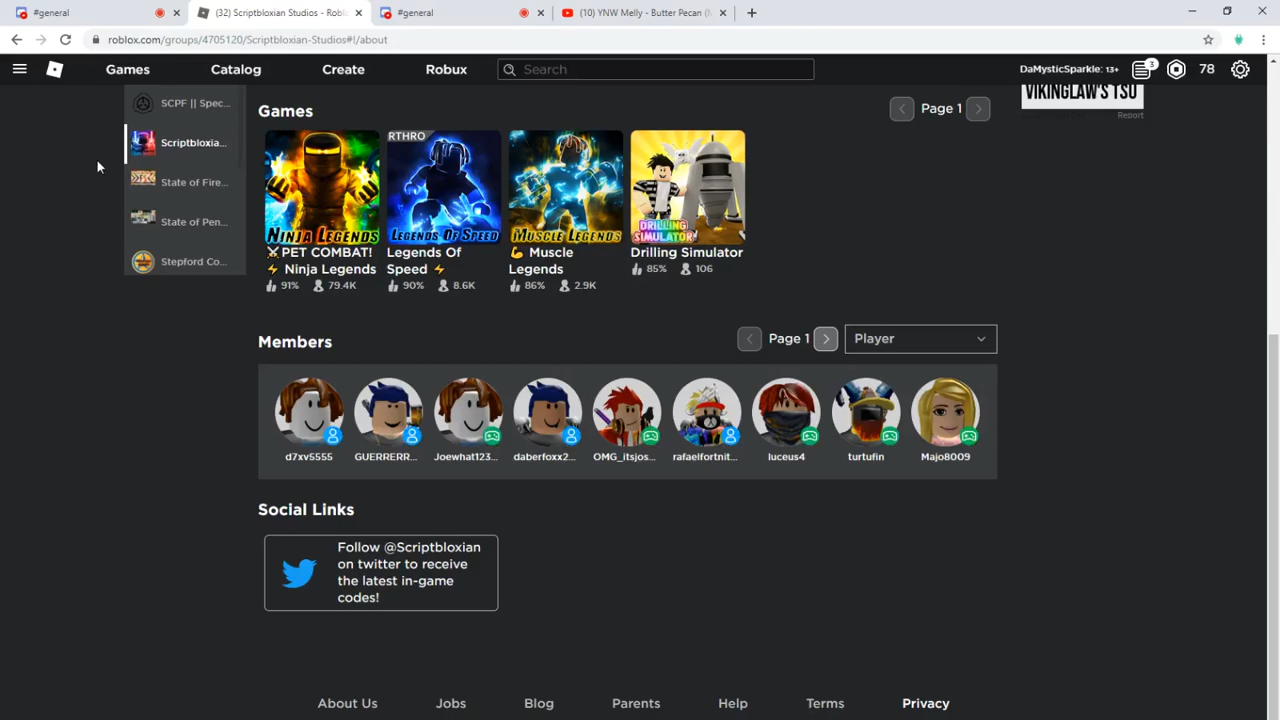 #general
(32) Scriptbloxian Studios - Roblo
#general
(10) YNW Melly - Butter Pecan (M
roblox.com/groups/4705120/Scriptbloxian-Studios#!/about
Games
Catalog
Create
Robux
Search
DaMysticSparkle: 13+
3
78
SCPF || Spec...
Scriptbloxia...
State of Fire...
State of Pen...
Stepford Co...
Games
Page 1
VIKINGLAW'S TSU
Report
NINJA LEGENDS
RTHRO
LEGENDS OF SPEED
MUSCLE LEGENDS
DRILLING
SIMULATOR
⚔PET COMBAT!
⚡ Ninja Legends
91% 79.4K
Legends Of
Speed ⚡
90% 8.6K
💪 Muscle
Legends
86% 2.9K
Drilling Simulator
85% 106
Members
Page 1
Player
d7xv5555
GUERRERR...
Joewhat123...
daberfoxx2...
OMG_itsjos...
rafaelfortnit...
luceus4
turtufin
Majo8009
Social Links
Follow @Scriptbloxian
on twitter to receive
the latest in-game
codes!
About Us
Jobs
Blog
Parents
Help
Terms
Privacy